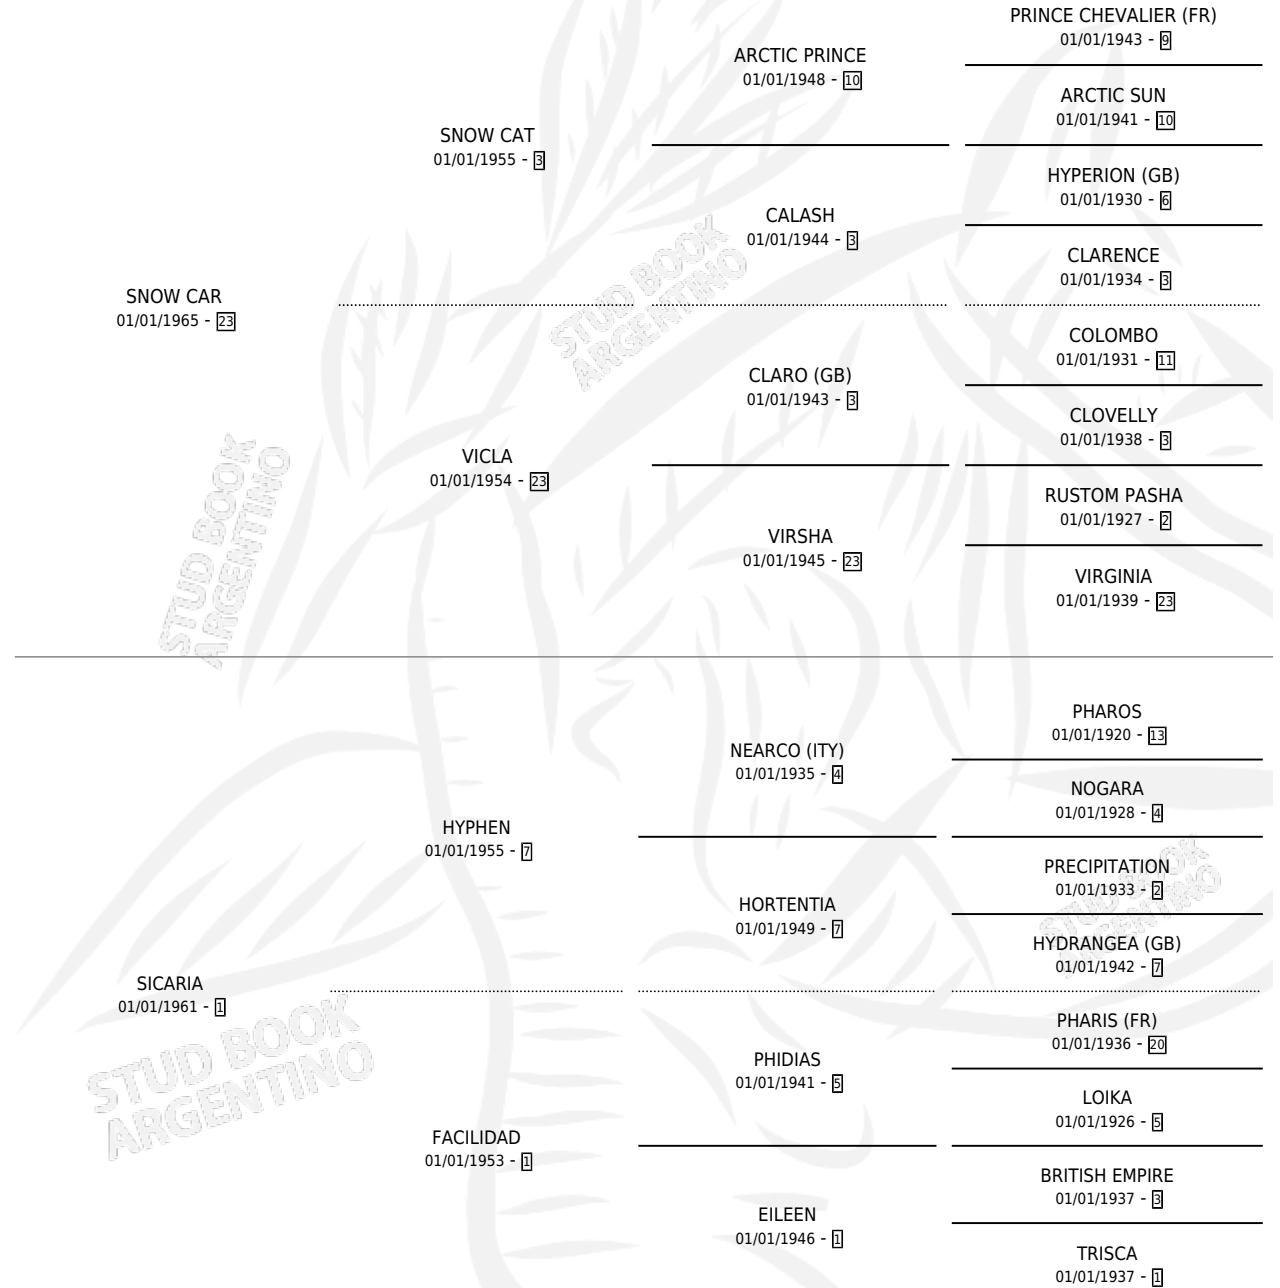 PRINCE CHEVALIER (FR)
01/01/1943 - 9
ARCTIC PRINCE
01/01/1948 - 10
ARCTIC SUN
01/01/1941 - 10
SNOW CAT
01/01/1955 - 3
HYPERION (GB)
01/01/1930 - 6
CALASH
01/01/1944 - 3
CLARENCE
01/01/1934 - 3
SNOW CAR
01/01/1965 - 23
COLOMBO
01/01/1931 - 11
CLARO (GB)
01/01/1943 - 3
CLOVELLY
01/01/1938 - 3
VICLA
01/01/1954 - 23
RUSTOM PASHA
01/01/1927 - 2
VIRSHA
01/01/1945 - 23
VIRGINIA
01/01/1939 - 23
PHAROS
01/01/1920 - 13
NEARCO (ITY)
01/01/1935 - 4
NOGARA
01/01/1928 - 4
HYPHEN
01/01/1955 - 7
PRECIPITATION
01/01/1933 - 2
HORTENTIA
01/01/1949 - 7
HYDRANGEA (GB)
01/01/1942 - 7
SICARIA
01/01/1961 - 1
PHARIS (FR)
01/01/1936 - 20
PHIDIAS
01/01/1941 - 5
LOIKA
01/01/1926 - 5
FACILIDAD
01/01/1953 - 1
BRITISH EMPIRE
01/01/1937 - 3
EILEEN
01/01/1946 - 1
TRISCA
01/01/1937 - 1
STUD BOOK
ARGENTINO
STUD BOOK
ARGENTINO
STUD BOOK
ARGENTINO
STUD BOOK
ARGENTINO